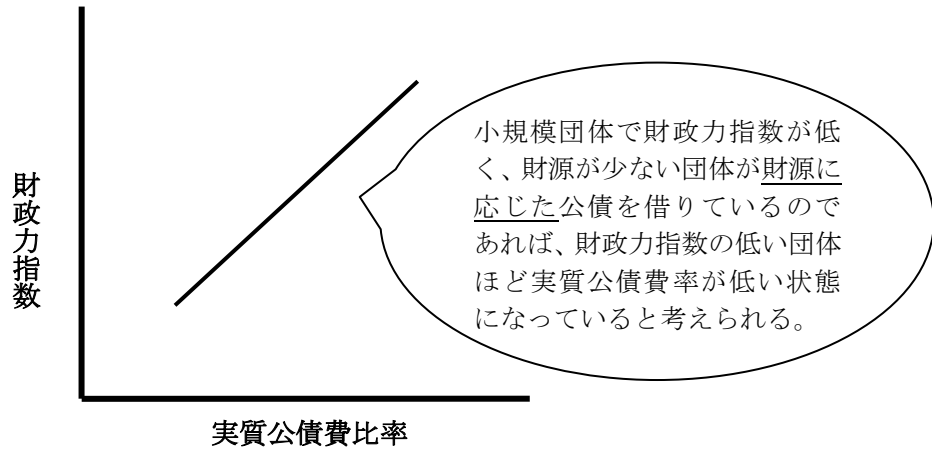 財政力指数
小規模団体で財政力指数が低
く、財源が少ない団体が財源に
応じた公債を借りているので
あれば、財政力指数の低い団体
ほど実質公債費率が低い状態
になっていると考えられる。
実質公債費比率